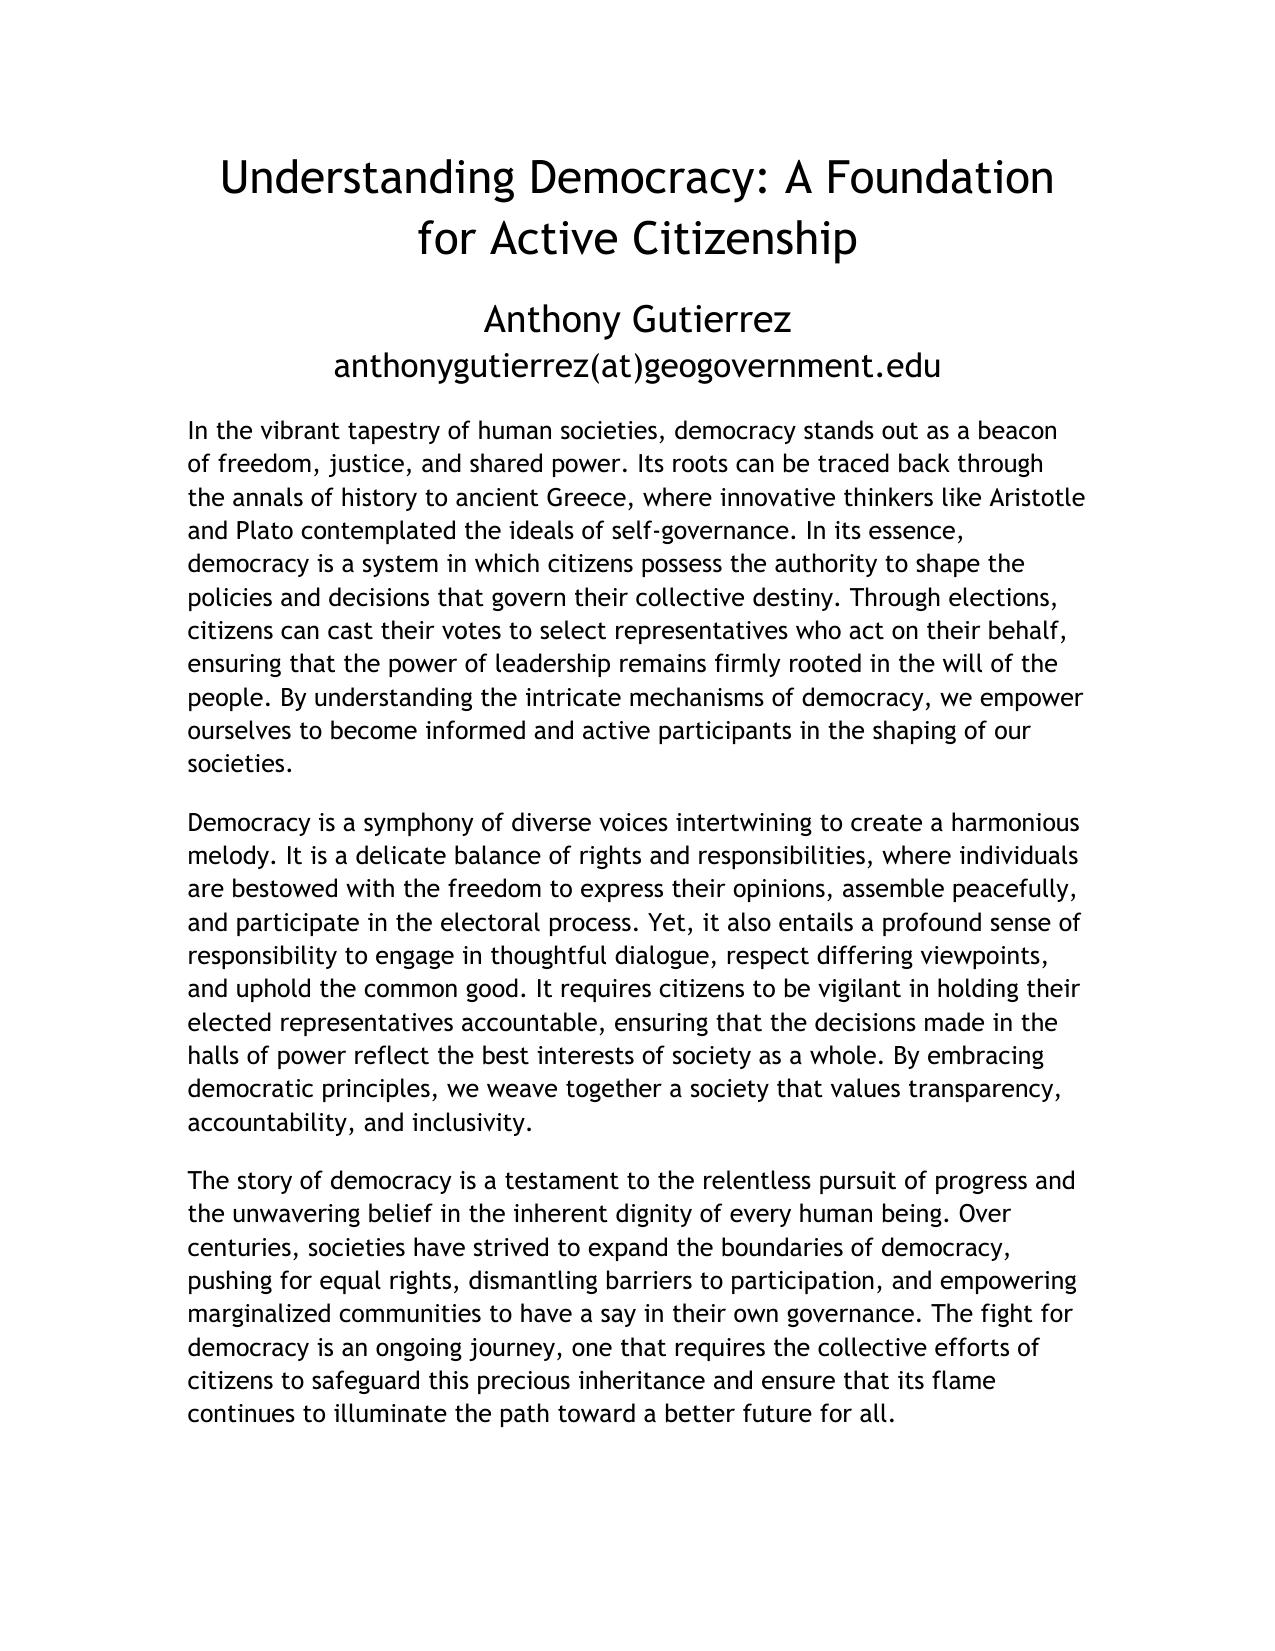 Understanding Democracy: A Foundation
for Active Citizenship
Anthony Gutierrez
anthonygutierrez(at)geogovernment.edu
In the vibrant tapestry of human societies, democracy stands out as a beacon
of freedom, justice, and shared power. Its roots can be traced back through
the annals of history to ancient Greece, where innovative thinkers like Aristotle
and Plato contemplated the ideals of self-governance. In its essence,
democracy is a system in which citizens possess the authority to shape the
policies and decisions that govern their collective destiny. Through elections,
citizens can cast their votes to select representatives who act on their behalf,
ensuring that the power of leadership remains firmly rooted in the will of the
people. By understanding the intricate mechanisms of democracy, we empower
ourselves to become informed and active participants in the shaping of our
societies.
Democracy is a symphony of diverse voices intertwining to create a harmonious
melody. It is a delicate balance of rights and responsibilities, where individuals
are bestowed with the freedom to express their opinions, assemble peacefully,
and participate in the electoral process. Yet, it also entails a profound sense of
responsibility to engage in thoughtful dialogue, respect differing viewpoints,
and uphold the common good. It requires citizens to be vigilant in holding their
elected representatives accountable, ensuring that the decisions made in the
halls of power reflect the best interests of society as a whole. By embracing
democratic principles, we weave together a society that values transparency,
accountability, and inclusivity.
The story of democracy is a testament to the relentless pursuit of progress and
the unwavering belief in the inherent dignity of every human being. Over
centuries, societies have strived to expand the boundaries of democracy,
pushing for equal rights, dismantling barriers to participation, and empowering
marginalized communities to have a say in their own governance. The fight for
democracy is an ongoing journey, one that requires the collective efforts of
citizens to safeguard this precious inheritance and ensure that its flame
continues to illuminate the path toward a better future for all.